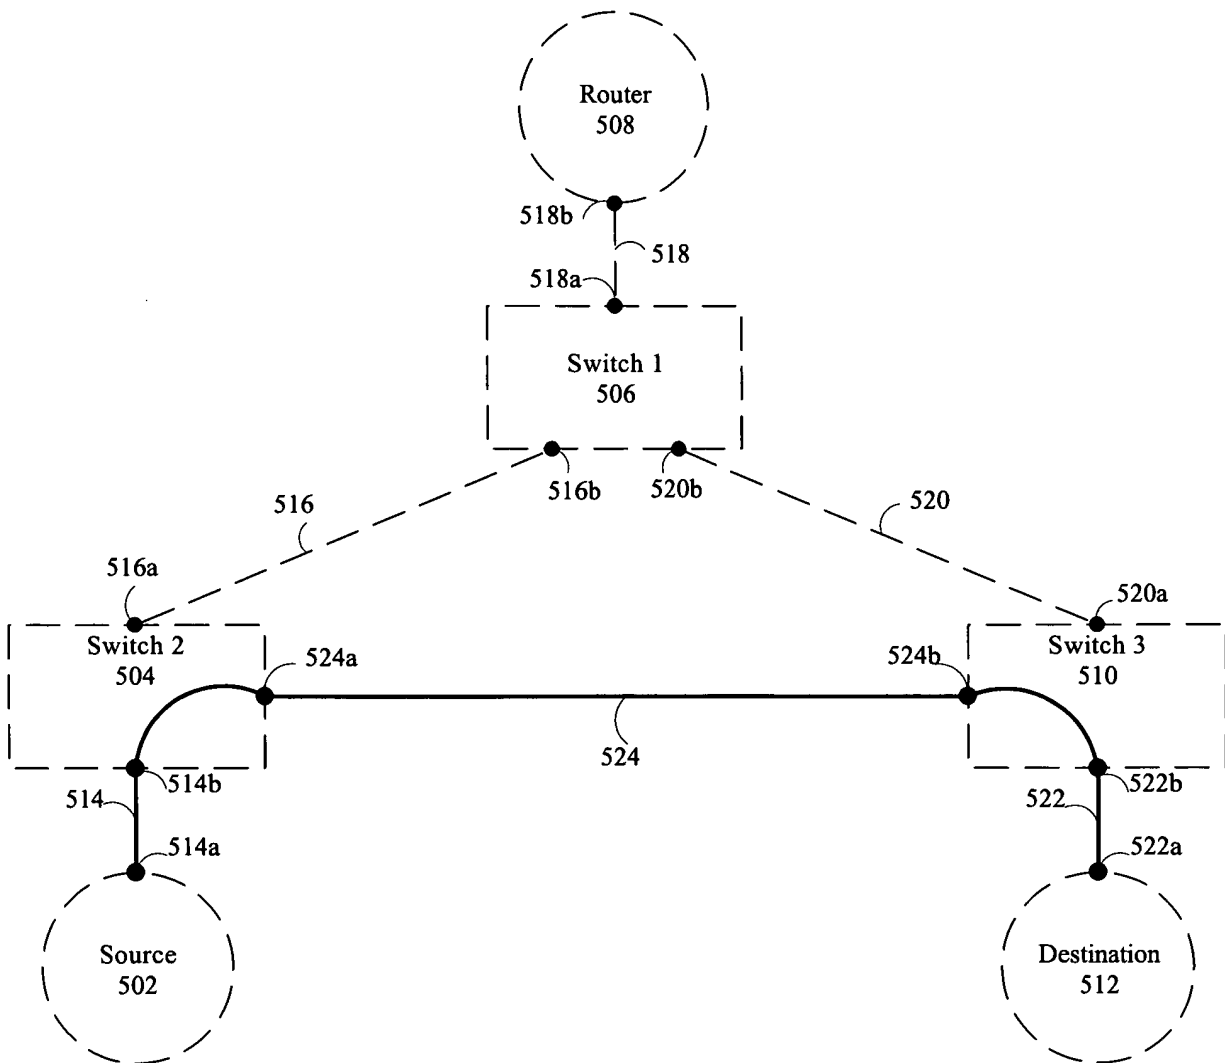 Router
508
518b
518
518a
Switch 1
506
516b
520b
516
520
516a
520a
Switch 2
504
Switch 3
510
524a
524b
524
514b
522b
514
522
514a
522a
Source
502
Destination
512